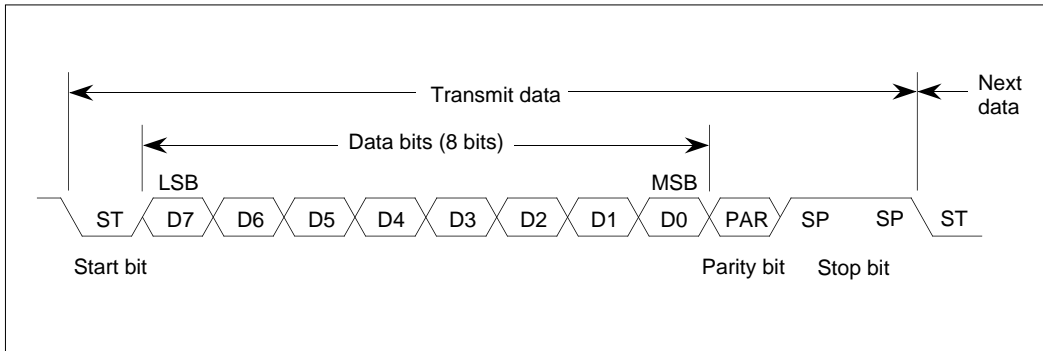 Transmit data
Next
data
Data bits (8 bits)
LSB MSB
ST D7 D6 D5 D4 D3 D2 D1 D0 PAR SP SP ST
Start bit Parity bit Stop bit